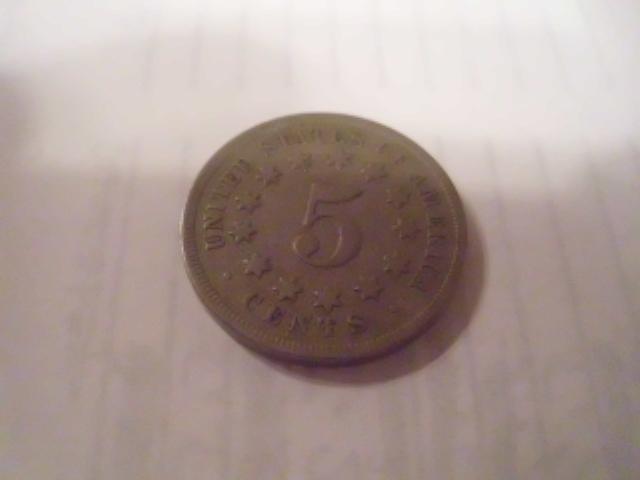 UNITED STATES OF AMERICA
5
CENTS